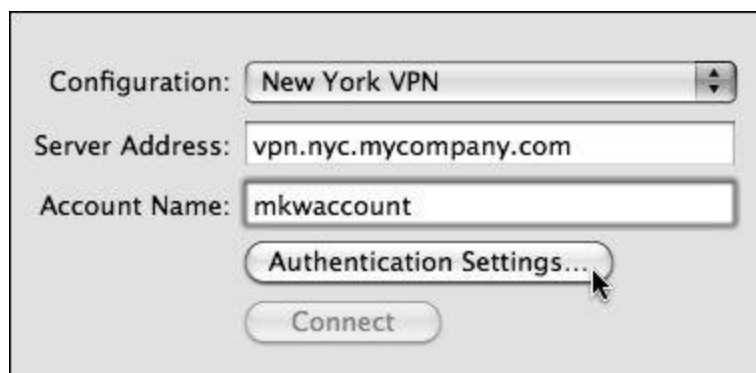 Configuration: New York VPN
Server Address: vpn.nyc.mycompany.com
Account Name: mkwaccount
Authentication Settings...
Connect